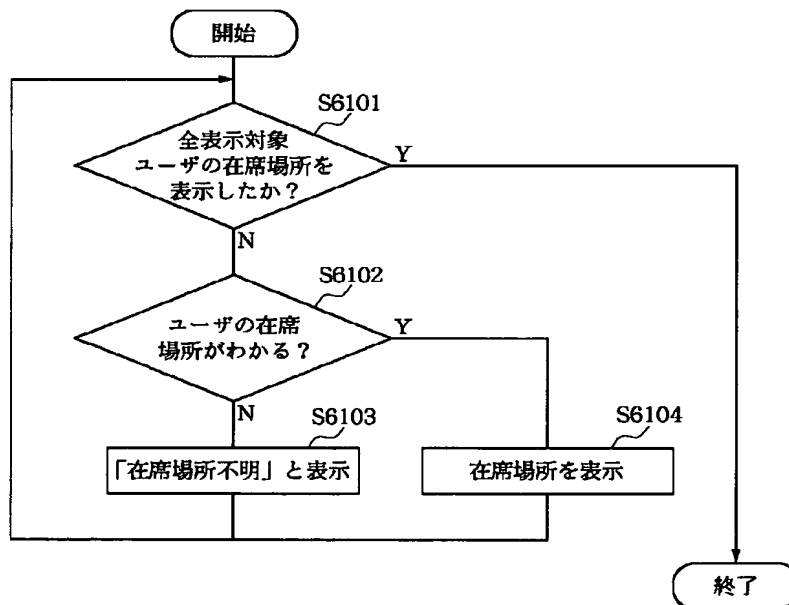 開始
S6101
全表示対象
ユーザの在席場所を
表示したか？
Y
N
S6102
ユーザの在席
場所がわかる？
Y
N
S6103
「在席場所不明」と表示
S6104
在席場所を表示
終了